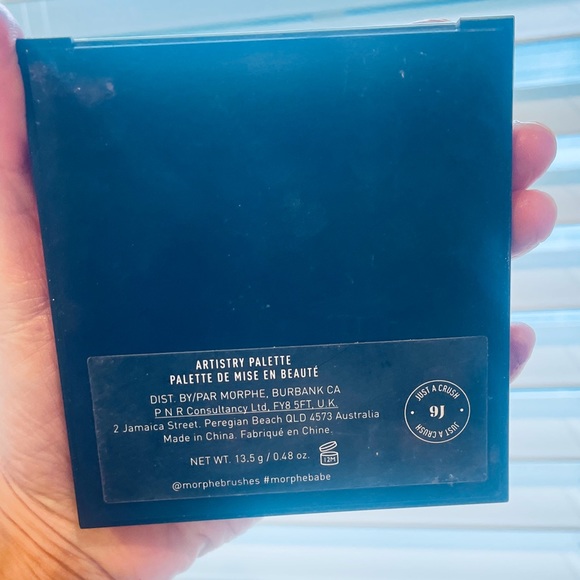 ARTISTRY PALETTE
PALETTE DE MISE EN BEAUTÉ
DIST. BY/PAR MORPHE, BURBANK CA
P N R Consultancy Ltd, FY8 5FT, U.K.
2 Jamaica Street. Peregian Beach QLD 4573 Australia
Made in China. Fabriqué en Chine.
NET WT. 13.5 g / 0.48 oz.
12M
@morphebrushes #morphebabe
JUST A CRUSH
9J
JUST A CRUSH